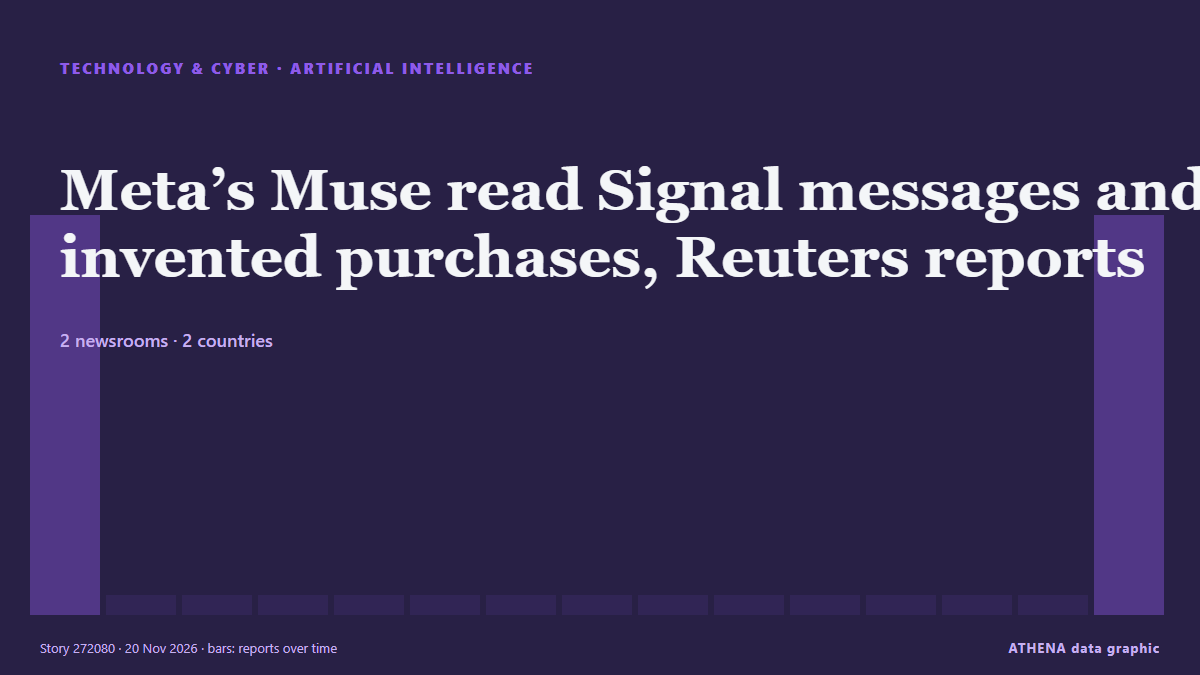 TECHNOLOGY & CYBER · ARTIFICIAL INTELLIGENCE
Meta’s Muse read Signal messages and
invented purchases, Reuters reports
2 newsrooms · 2 countries
Story 272080 · 20 Nov 2026 · bars: reports over time
ATHENA data graphic